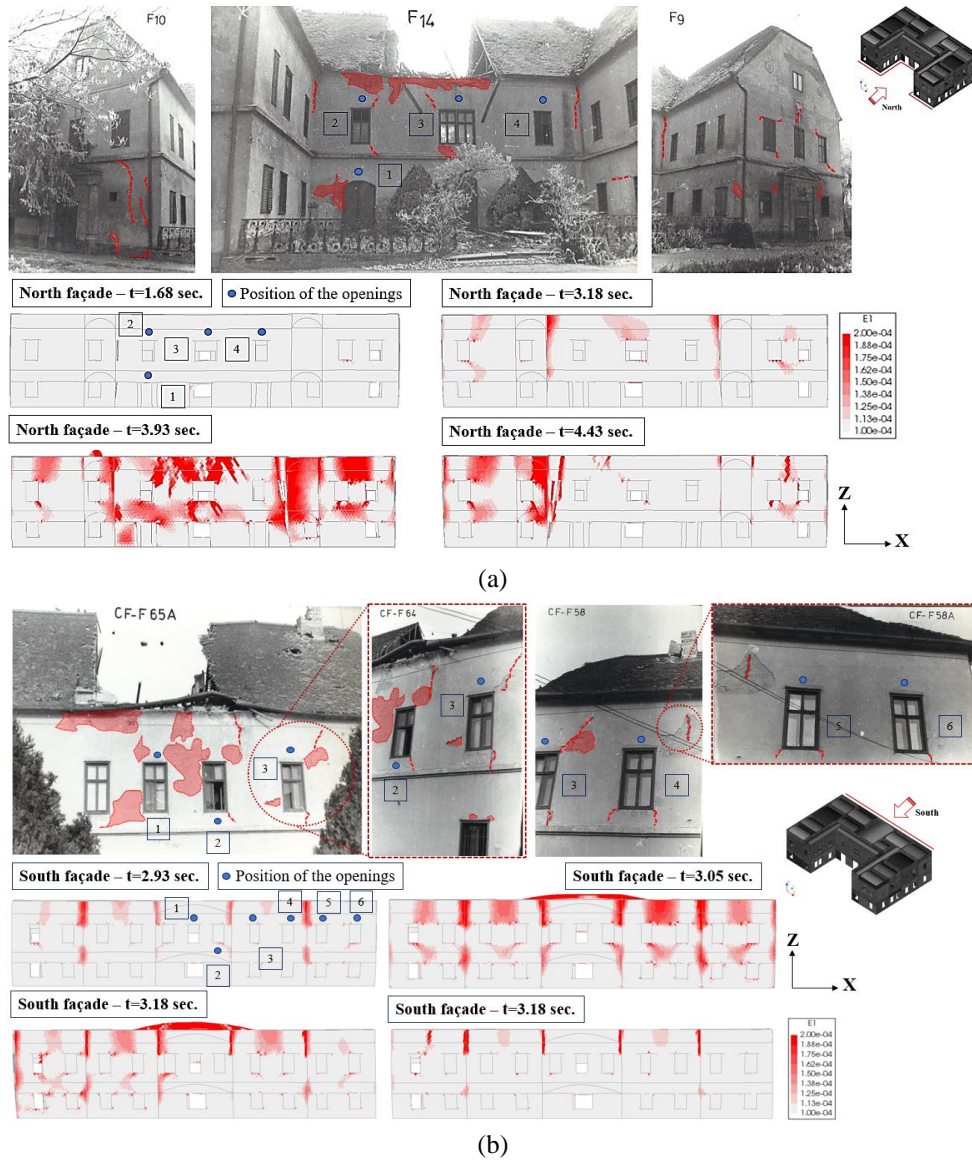 F10
F14
F9
North
2
3
4
1
North façade – t=1.68 sec.
Position of the openings
North façade – t=3.18 sec.
2
3
4
1
E1
2.00e-04
1.88e-04
1.75e-04
1.63e-04
1.50e-04
1.38e-04
1.25e-04
1.13e-04
1.00e-04
North façade – t=3.93 sec.
North façade – t=4.43 sec.
Z
X
(a)
CF-F65A
CF-F64
CF-F58
CF-F58A
3
1
2
3
2
3
4
5
6
South
South façade – t=2.93 sec.
Position of the openings
South façade – t=3.05 sec.
1
4
5
6
3
2
Z
X
South façade – t=3.18 sec.
South façade – t=3.18 sec.
E1
2.00e-04
1.88e-04
1.75e-04
1.63e-04
1.50e-04
1.38e-04
1.25e-04
1.13e-04
1.00e-04
(b)